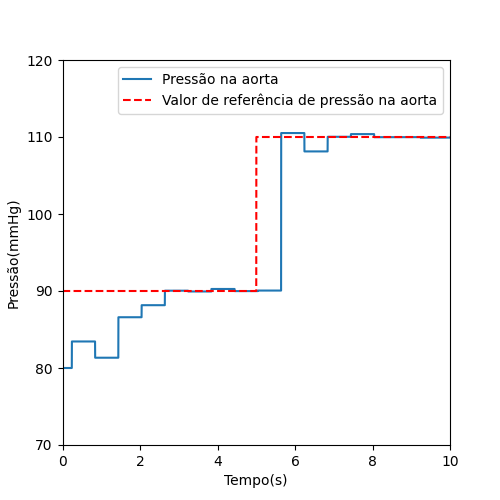 Pressão na aorta
Valor de referência de pressão na aorta
120
110
100
90
80
70
Pressão(mmHg)
0 2 4 6 8 10
Tempo(s)